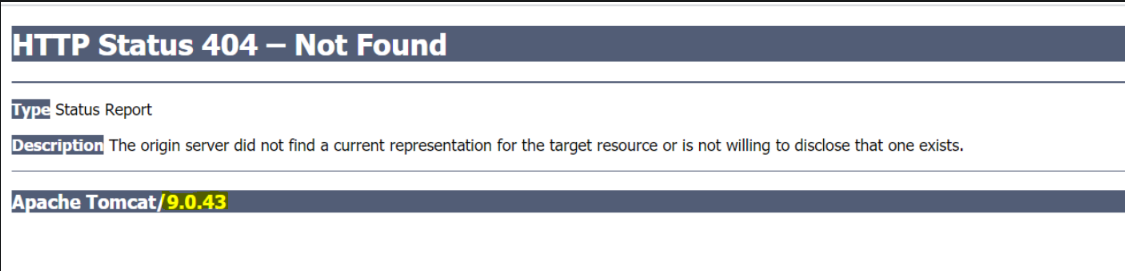 HTTP Status 404 – Not Found
Type Status Report
Description The origin server did not find a current representation for the target resource or is not willing to disclose that one exists.
Apache Tomcat/9.0.43